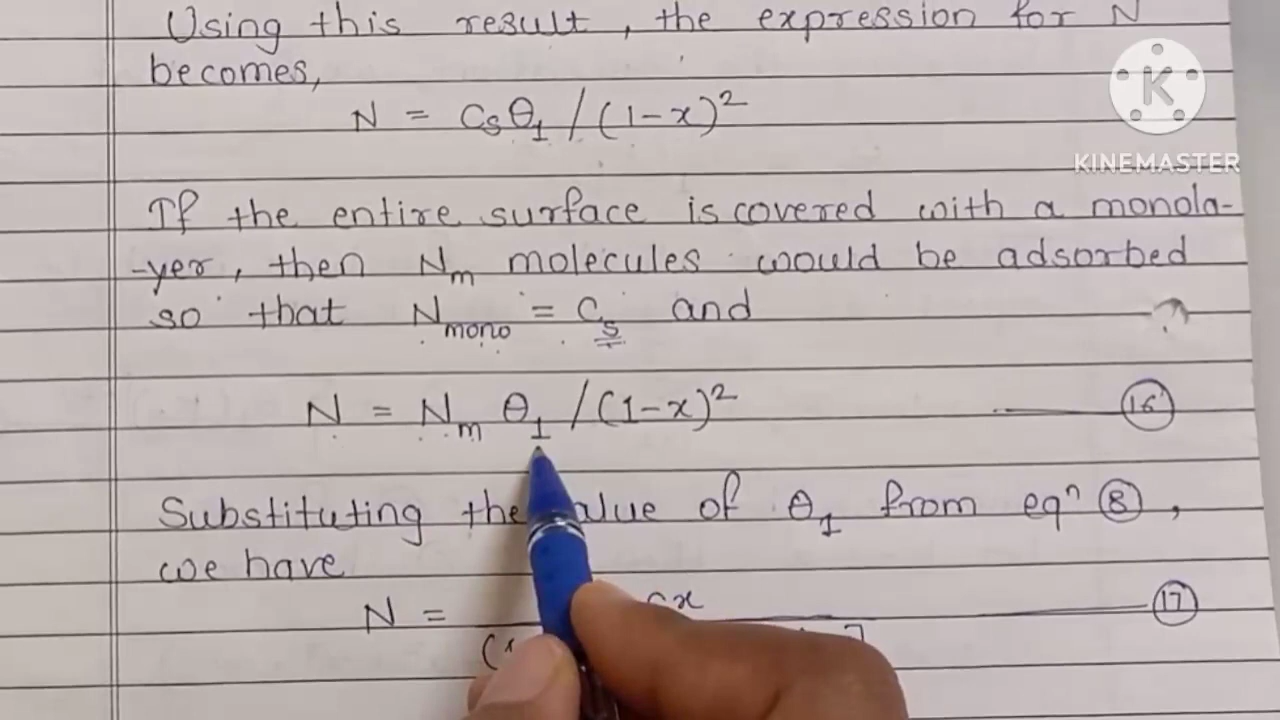 Using this result, the expression for N
becomes,
N = Csθ1/(1-x)²
KINEMASTER
If the entire surface is covered with a monola-
-yer, then Nm molecules would be adsorbed
so that Nmono = Cs and
N = Nm θ1/(1-x)² (16)
Substituting the value of θ1 from eqⁿ (8),
we have
N = cx (17)